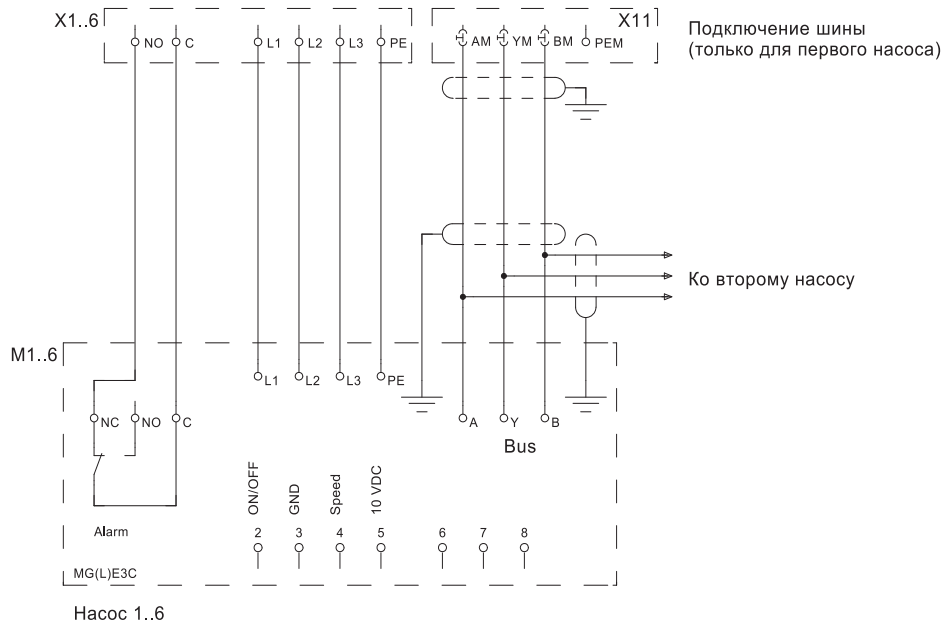 X1..6
X11
NO C L1 L2 L3 PE AM YM BM PEM
Подключение шины
(только для первого насоса)
Ко второму насосу
M1..6
L1 L2 L3 PE
NC NO C A Y B
Bus
ON/OFF GND Speed 10 VDC
2 3 4 5 6 7 8
Alarm
MG(L)E3C
Насос 1..6